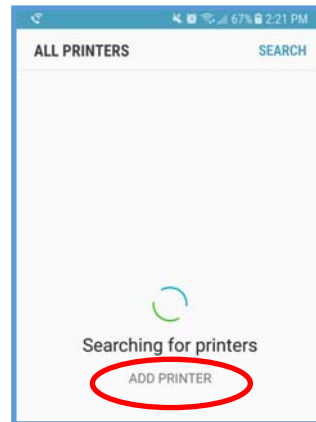 67% 2:21 PM
ALL PRINTERS SEARCH
Searching for printers
ADD PRINTER